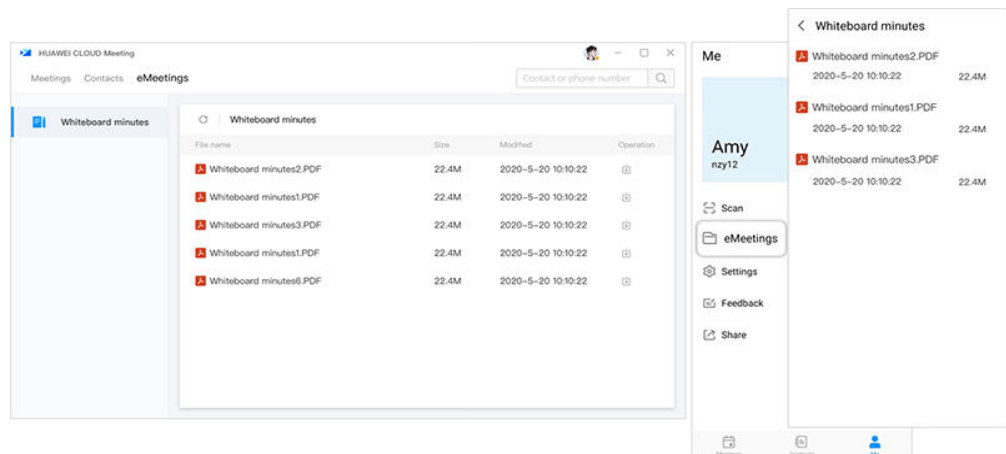 HUAWEI CLOUD Meeting
Meetings Contacts eMeetings
Contact or phone number
Whiteboard minutes
Whiteboard minutes
File name Size Modified Operation
Whiteboard minutes2.PDF 22.4M 2020-5-20 10:10:22
Whiteboard minutes1.PDF 22.4M 2020-5-20 10:10:22
Whiteboard minutes3.PDF 22.4M 2020-5-20 10:10:22
Whiteboard minutes1.PDF 22.4M 2020-5-20 10:10:22
Whiteboard minutes6.PDF 22.4M 2020-5-20 10:10:22
Me
Amy
nzy12
Scan
eMeetings
Settings
Feedback
Share
Whiteboard minutes
Whiteboard minutes2.PDF
2020-5-20 10:10:22 22.4M
Whiteboard minutes1.PDF
2020-5-20 10:10:22 22.4M
Whiteboard minutes3.PDF
2020-5-20 10:10:22 22.4M